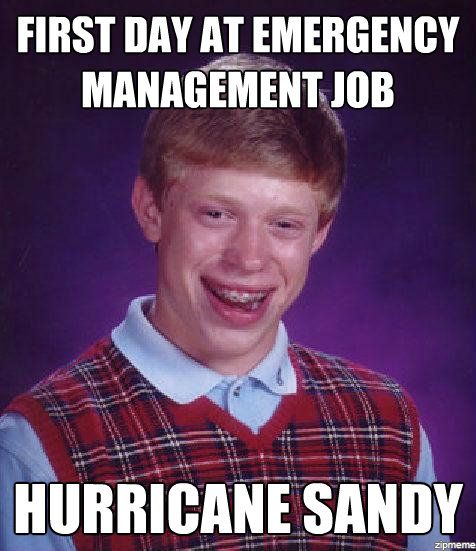 FIRST DAY AT EMERGENCY
MANAGEMENT JOB
HURRICANE SANDY
zipmeme